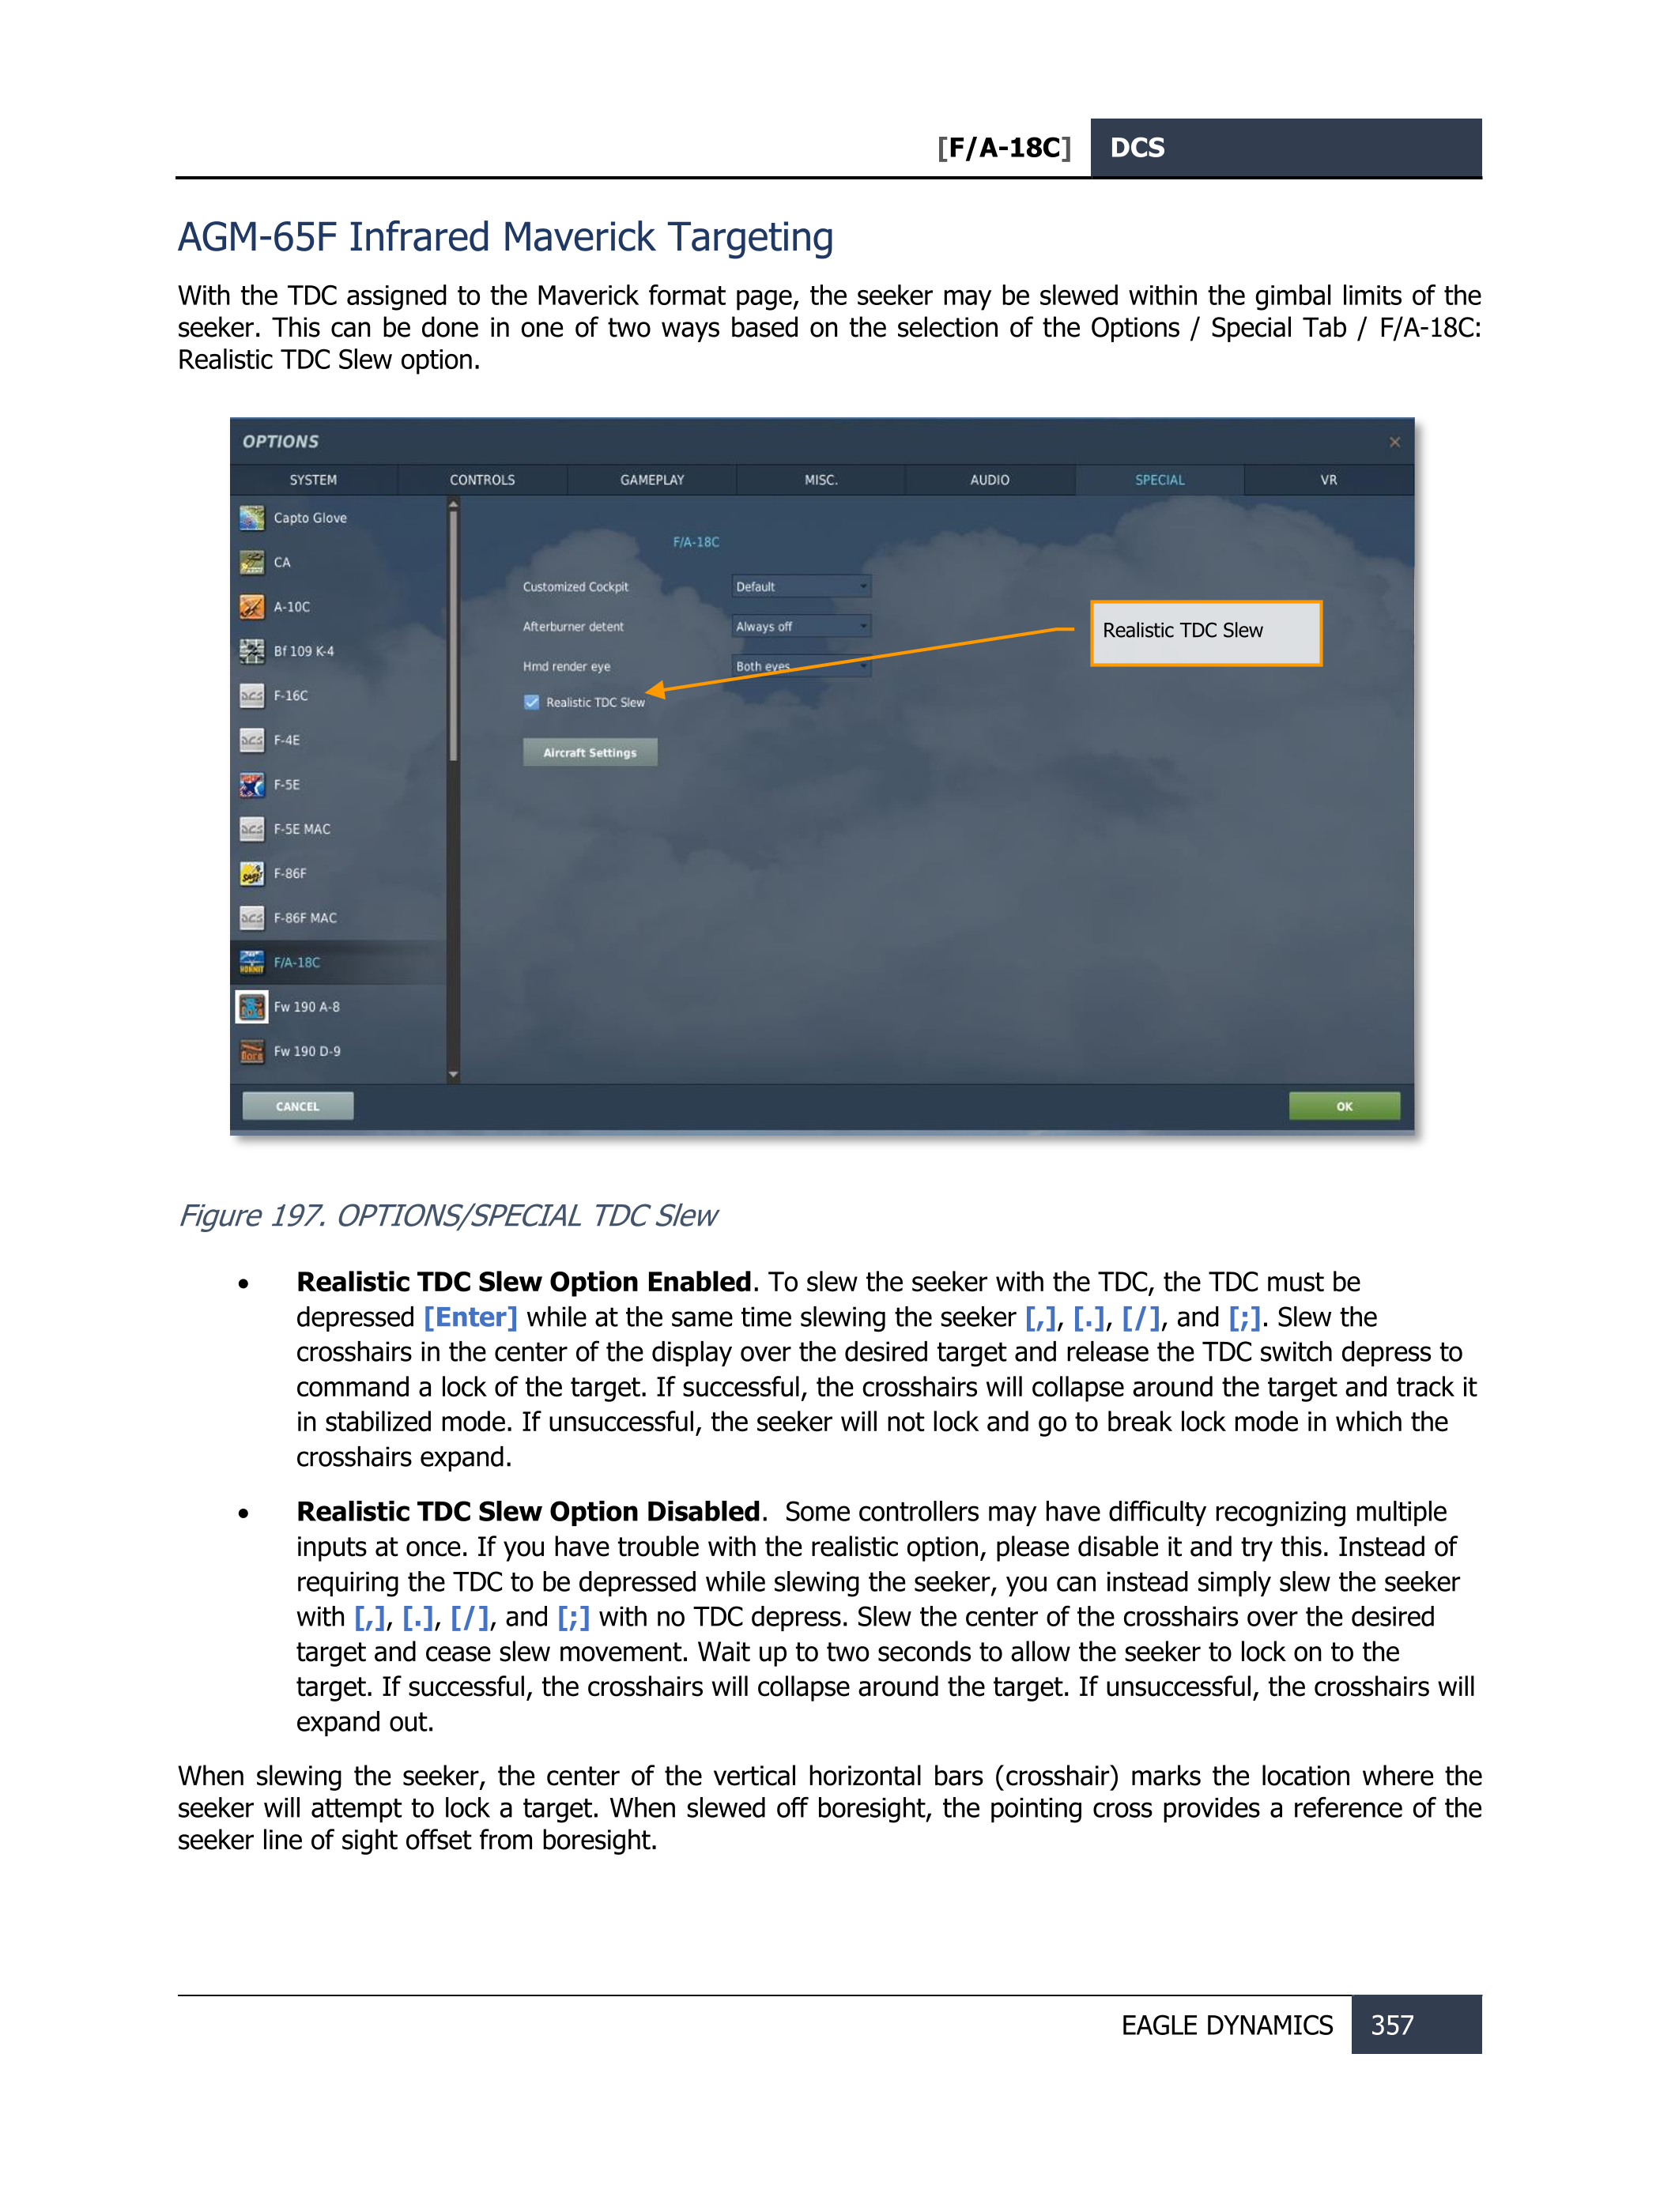 [F/A-18C] DCS
AGM-65F Infrared Maverick Targeting
With the TDC assigned to the Maverick format page, the seeker may be slewed within the gimbal limits of the
seeker. This can be done in one of two ways based on the selection of the Options / Special Tab / F/A-18C:
Realistic TDC Slew option.
OPTIONS
SYSTEM CONTROLS GAMEPLAY MISC. AUDIO SPECIAL VR
Capto Glove
CA
A-10C
Bf 109 K-4
F-16C
F-4E
F-5E
F-5E MAC
F-86F
F-86F MAC
F/A-18C
Fw 190 A-8
Fw 190 D-9
F/A-18C
Customized Cockpit Default
Afterburner detent Always off
Hmd render eye Both eyes
Realistic TDC Slew
Aircraft Settings
Realistic TDC Slew
CANCEL OK
Figure 197. OPTIONS/SPECIAL TDC Slew
• Realistic TDC Slew Option Enabled. To slew the seeker with the TDC, the TDC must be
depressed [Enter] while at the same time slewing the seeker [,], [.], [/], and [;]. Slew the
crosshairs in the center of the display over the desired target and release the TDC switch depress to
command a lock of the target. If successful, the crosshairs will collapse around the target and track it
in stabilized mode. If unsuccessful, the seeker will not lock and go to break lock mode in which the
crosshairs expand.
• Realistic TDC Slew Option Disabled. Some controllers may have difficulty recognizing multiple
inputs at once. If you have trouble with the realistic option, please disable it and try this. Instead of
requiring the TDC to be depressed while slewing the seeker, you can instead simply slew the seeker
with [,], [.], [/], and [;] with no TDC depress. Slew the center of the crosshairs over the desired
target and cease slew movement. Wait up to two seconds to allow the seeker to lock on to the
target. If successful, the crosshairs will collapse around the target. If unsuccessful, the crosshairs will
expand out.
When slewing the seeker, the center of the vertical horizontal bars (crosshair) marks the location where the
seeker will attempt to lock a target. When slewed off boresight, the pointing cross provides a reference of the
seeker line of sight offset from boresight.
EAGLE DYNAMICS 357